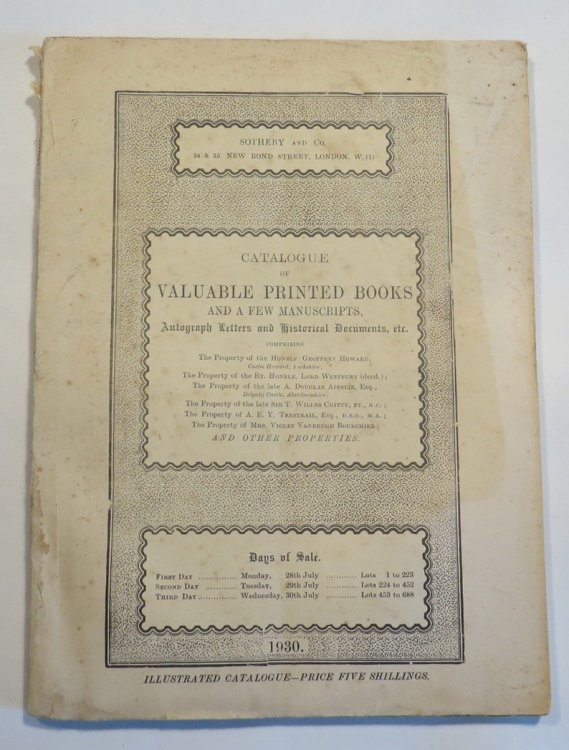 SOTHEBY AND CO.
34 & 35 NEW BOND STREET, LONDON, W.(1)
CATALOGUE
OF
VALUABLE PRINTED BOOKS
AND A FEW MANUSCRIPTS,
Autograph Letters and Historical Documents, etc.
COMPRISING
The Property of the HONBLE GEOFFREY HOWARD,
Castle Howard, Yorkshire;
The Property of the RT. HONBLE. LORD WESTBURY (decd.);
The Property of the late A. DOUGLAS AINSLIE, ESQ.,
Delgaty Castle, Aberdeenshire;
The Property of the late SIR T. WILLES CHITTY, BT., K.C.;
The Property of A. E. Y. TRESTRAIL, ESQ., D.S.O., M.A.;
The Property of MRS. VIOLET VANBRUGH BOURCHIER;
AND OTHER PROPERTIES.
Days of Sale.
FIRST DAY ............. Monday, 28th July ........... Lots 1 to 223
SECOND DAY ........... Tuesday, 29th July ........... Lots 224 to 452
THIRD DAY ............. Wednesday, 30th July ........... Lots 453 to 688
1930.
ILLUSTRATED CATALOGUE—PRICE FIVE SHILLINGS.